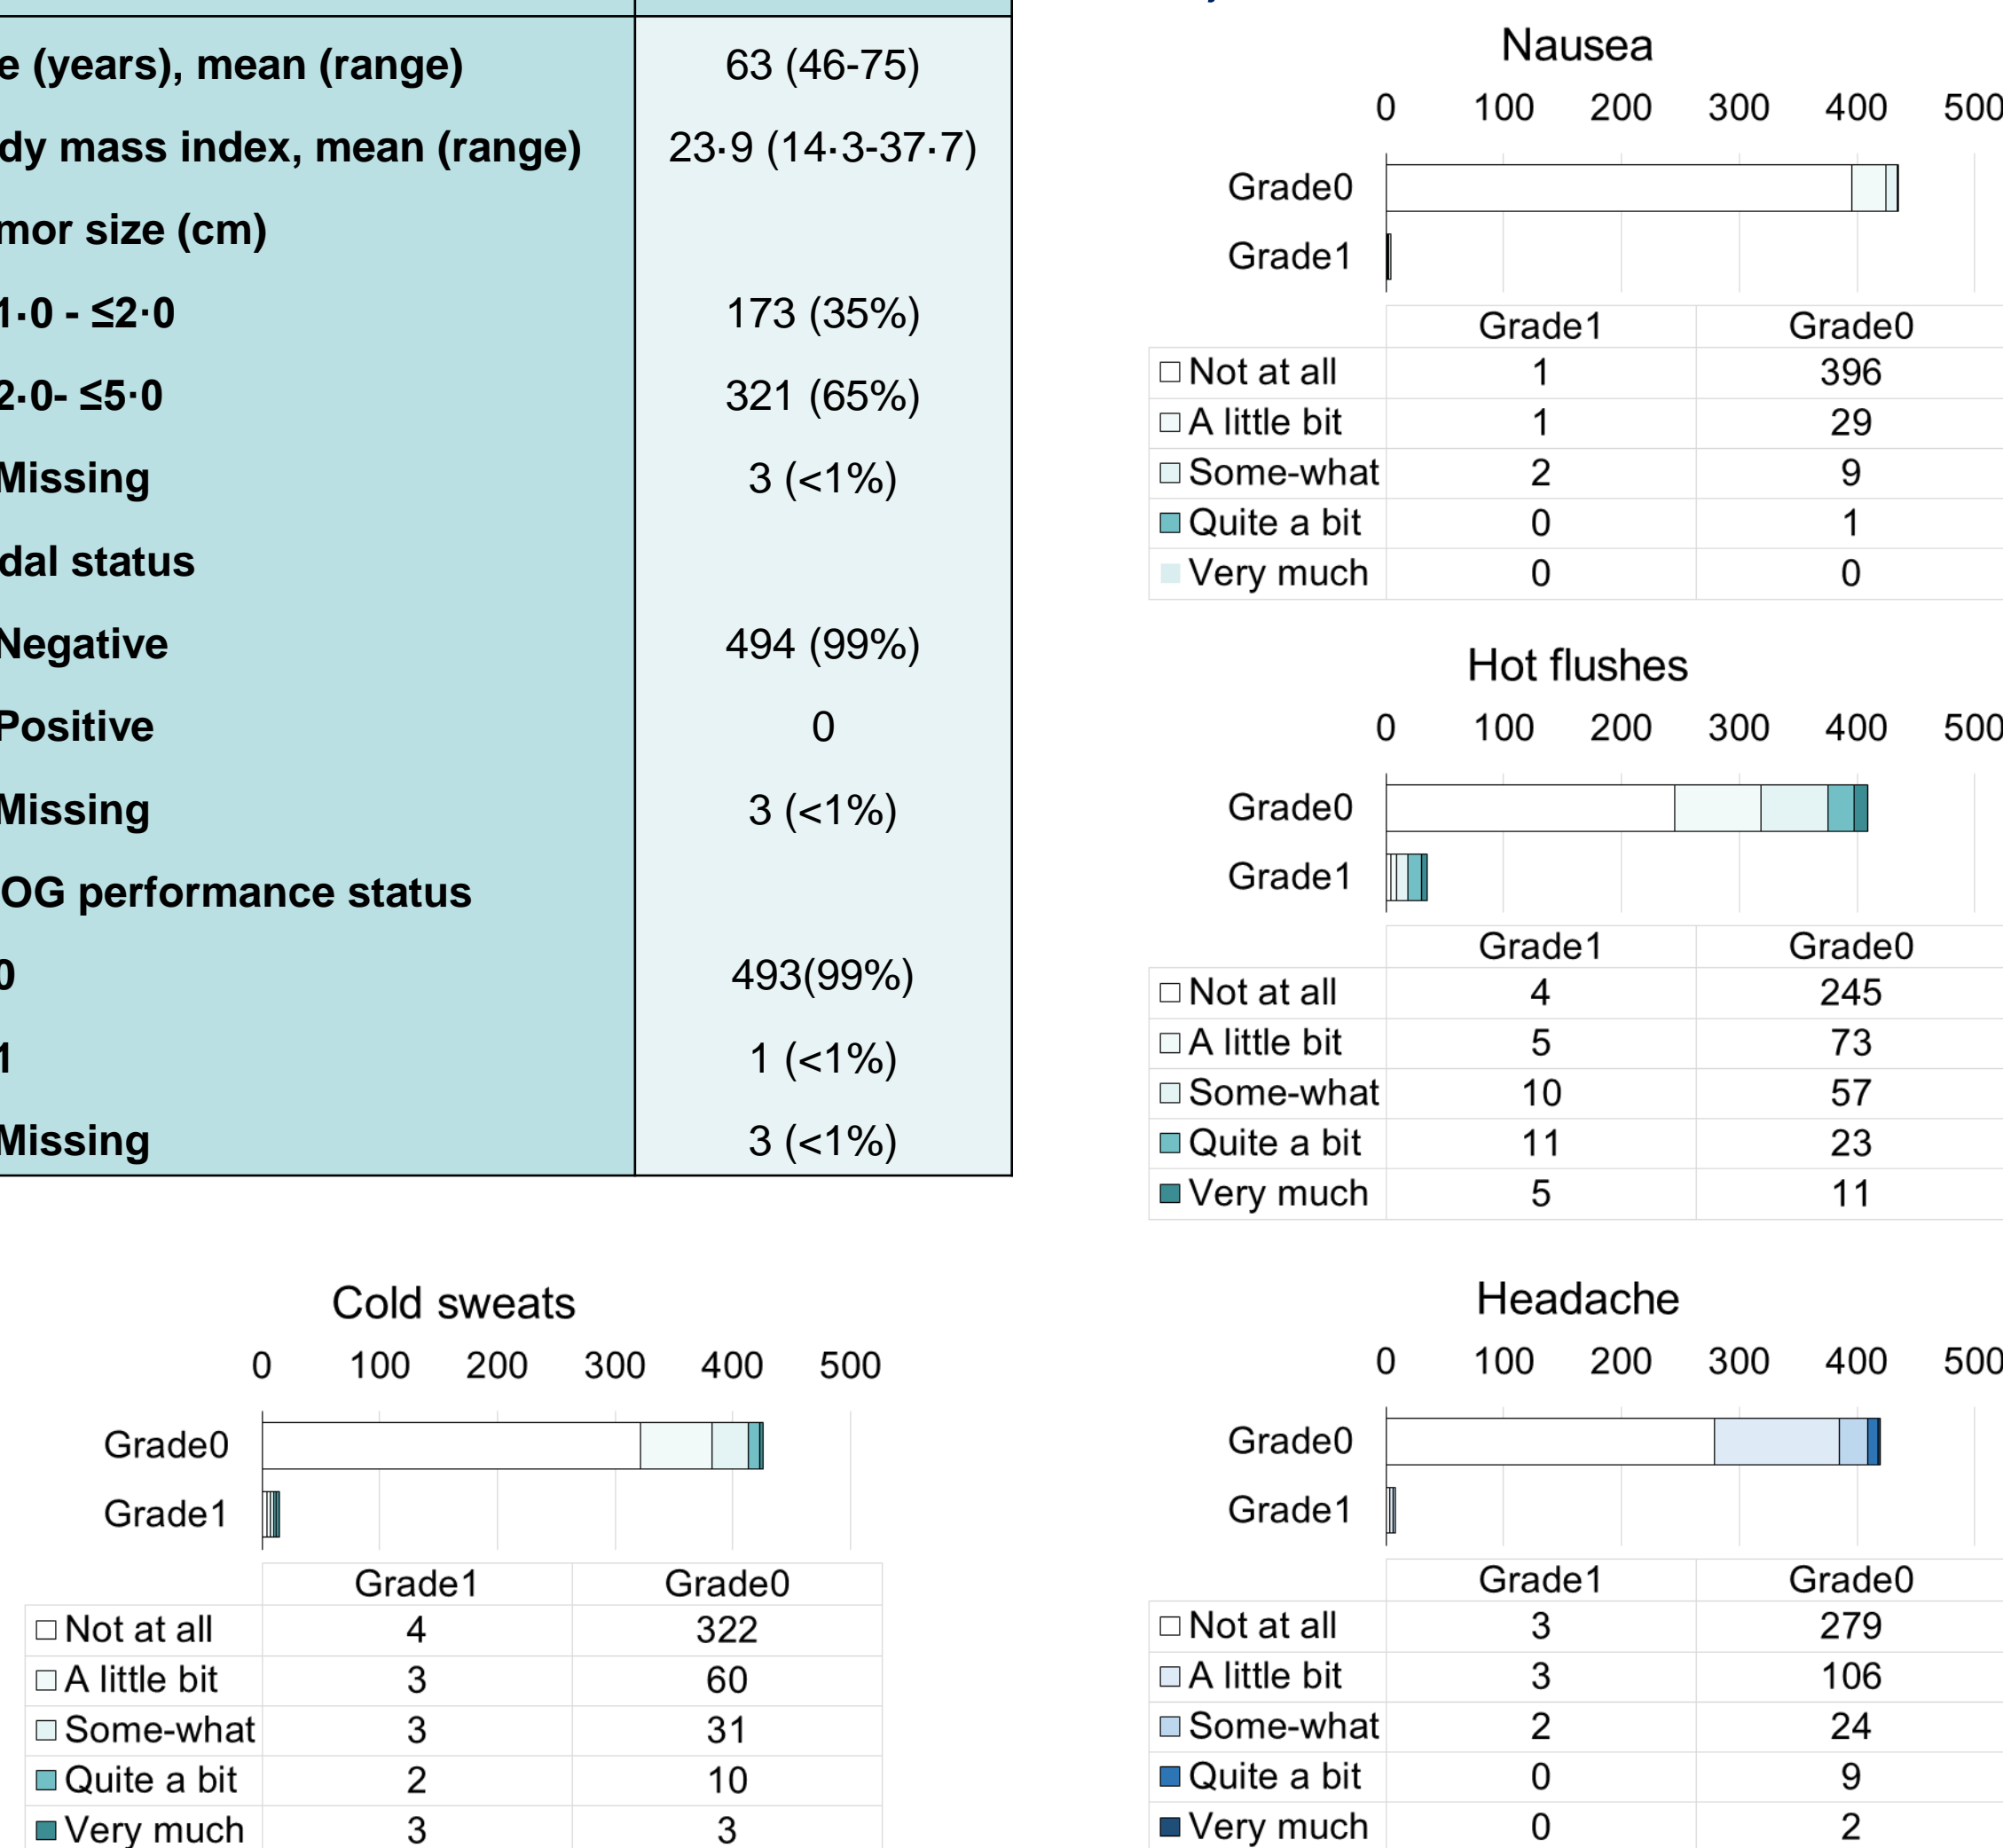 e (years), mean (range) 63 (46-75)
dy mass index, mean (range) 23·9 (14·3-37·7)
mor size (cm)
1·0 - ≤2·0 173 (35%)
2·0- ≤5·0 321 (65%)
Missing 3 (<1%)
dal status
Negative 494 (99%)
Positive 0
Missing 3 (<1%)
OG performance status
0 493(99%)
1 1 (<1%)
Missing 3 (<1%)
Nausea
0 100 200 300 400 500
Grade0
Grade1
Grade1 Grade0
Not at all 1 396
A little bit 1 29
Some-what 2 9
Quite a bit 0 1
Very much 0 0
Hot flushes
0 100 200 300 400 500
Grade0
Grade1
Grade1 Grade0
Not at all 4 245
A little bit 5 73
Some-what 10 57
Quite a bit 11 23
Very much 5 11
Cold sweats
0 100 200 300 400 500
Grade0
Grade1
Grade1 Grade0
Not at all 4 322
A little bit 3 60
Some-what 3 31
Quite a bit 2 10
Very much 3 3
Headache
0 100 200 300 400 500
Grade0
Grade1
Grade1 Grade0
Not at all 3 279
A little bit 3 106
Some-what 2 24
Quite a bit 0 9
Very much 0 2